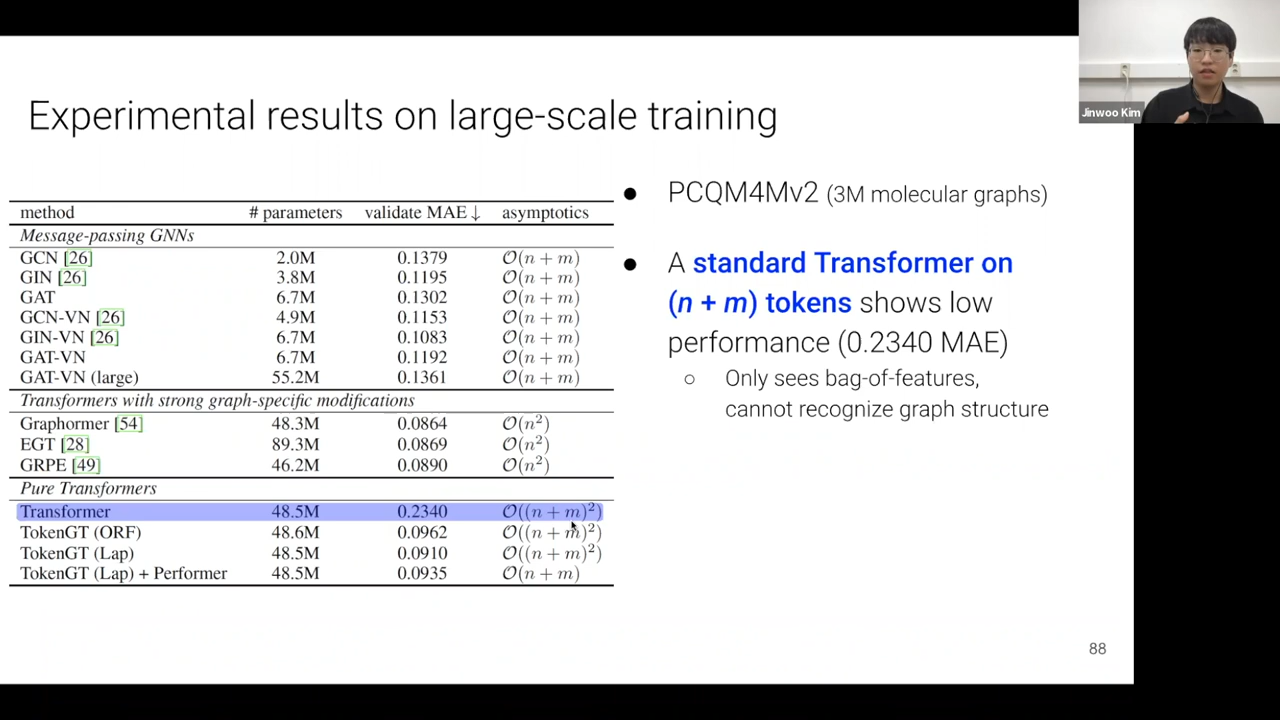 Jinwoo Kim
Experimental results on large-scale training
method # parameters validate MAE ↓ asymptotics
Message-passing GNNs
GCN [26] 2.0M 0.1379 O(n + m)
GIN [26] 3.8M 0.1195 O(n + m)
GAT 6.7M 0.1302 O(n + m)
GCN-VN [26] 4.9M 0.1153 O(n + m)
GIN-VN [26] 6.7M 0.1083 O(n + m)
GAT-VN 6.7M 0.1192 O(n + m)
GAT-VN (large) 55.2M 0.1361 O(n + m)
Transformers with strong graph-specific modifications
Graphormer [54] 48.3M 0.0864 O(n²)
EGT [28] 89.3M 0.0869 O(n²)
GRPE [49] 46.2M 0.0890 O(n²)
Pure Transformers
Transformer 48.5M 0.2340 O((n + m)²)
TokenGT (ORF) 48.6M 0.0962 O((n + m)²)
TokenGT (Lap) 48.5M 0.0910 O((n + m)²)
TokenGT (Lap) + Performer 48.5M 0.0935 O(n + m)
● PCQM4Mv2 (3M molecular graphs)
● A standard Transformer on
(n + m) tokens shows low
performance (0.2340 MAE)
○ Only sees bag-of-features,
cannot recognize graph structure
88